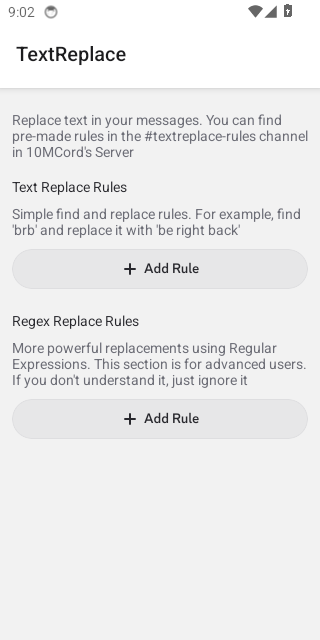 9:02
TextReplace
Replace text in your messages. You can find
pre-made rules in the #textreplace-rules channel
in 10MCord's Server
Text Replace Rules
Simple find and replace rules. For example, find
'brb' and replace it with 'be right back'
+ Add Rule
Regex Replace Rules
More powerful replacements using Regular
Expressions. This section is for advanced users.
If you don't understand it, just ignore it
+ Add Rule